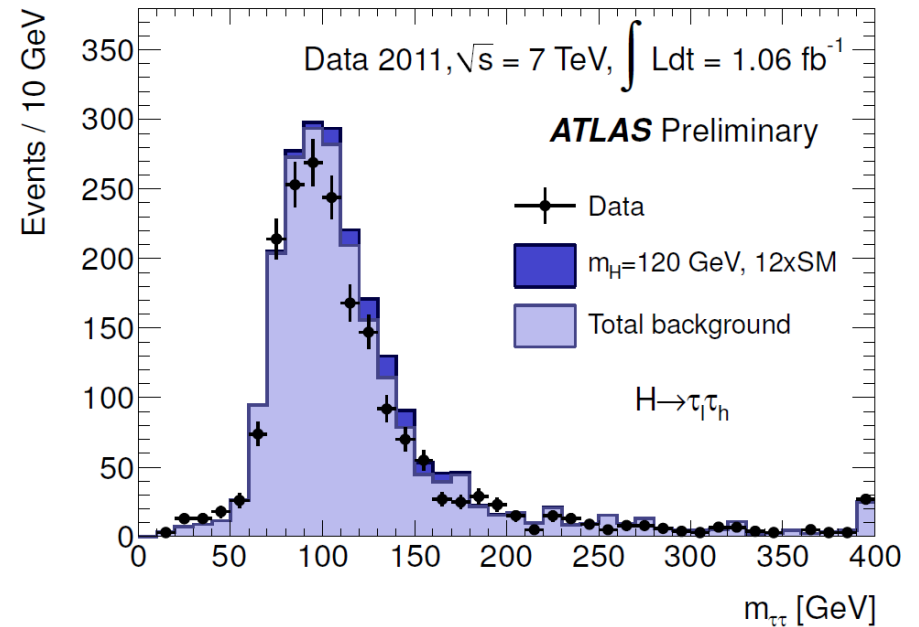 Events / 10 GeV
350
300
250
200
150
100
50
0
Data 2011, √s = 7 TeV, ∫ Ldt = 1.06 fb⁻¹
ATLAS Preliminary
Data
m_H=120 GeV, 12xSM
Total background
H→τ_lτ_h
0 50 100 150 200 250 300 350 400
m_ττ [GeV]